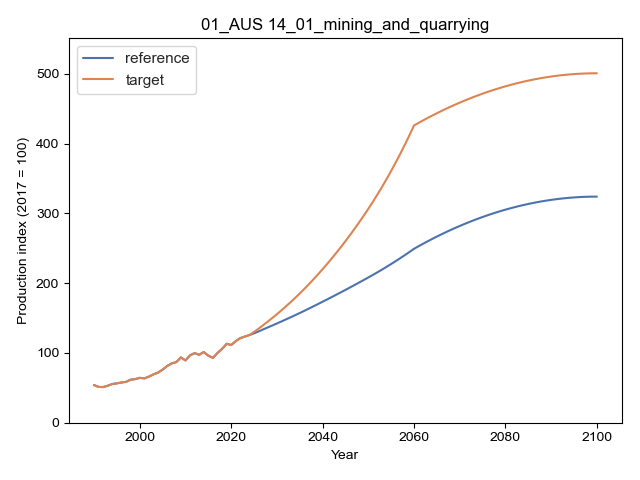 01_AUS 14_01_mining_and_quarrying
reference
target
Production index (2017 = 100)
500
400
300
200
100
0
2000 2020 2040 2060 2080 2100
Year